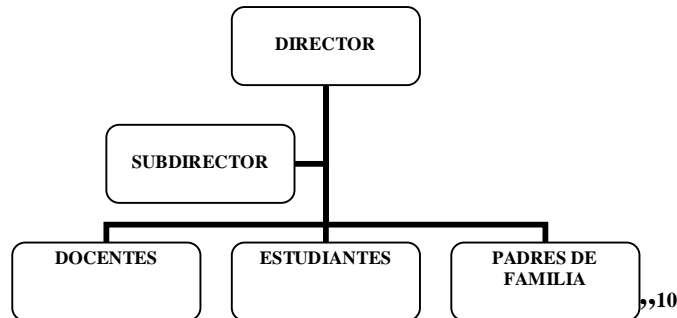 DIRECTOR
SUBDIRECTOR
DOCENTES
ESTUDIANTES
PADRES DE
FAMILIA
,,10